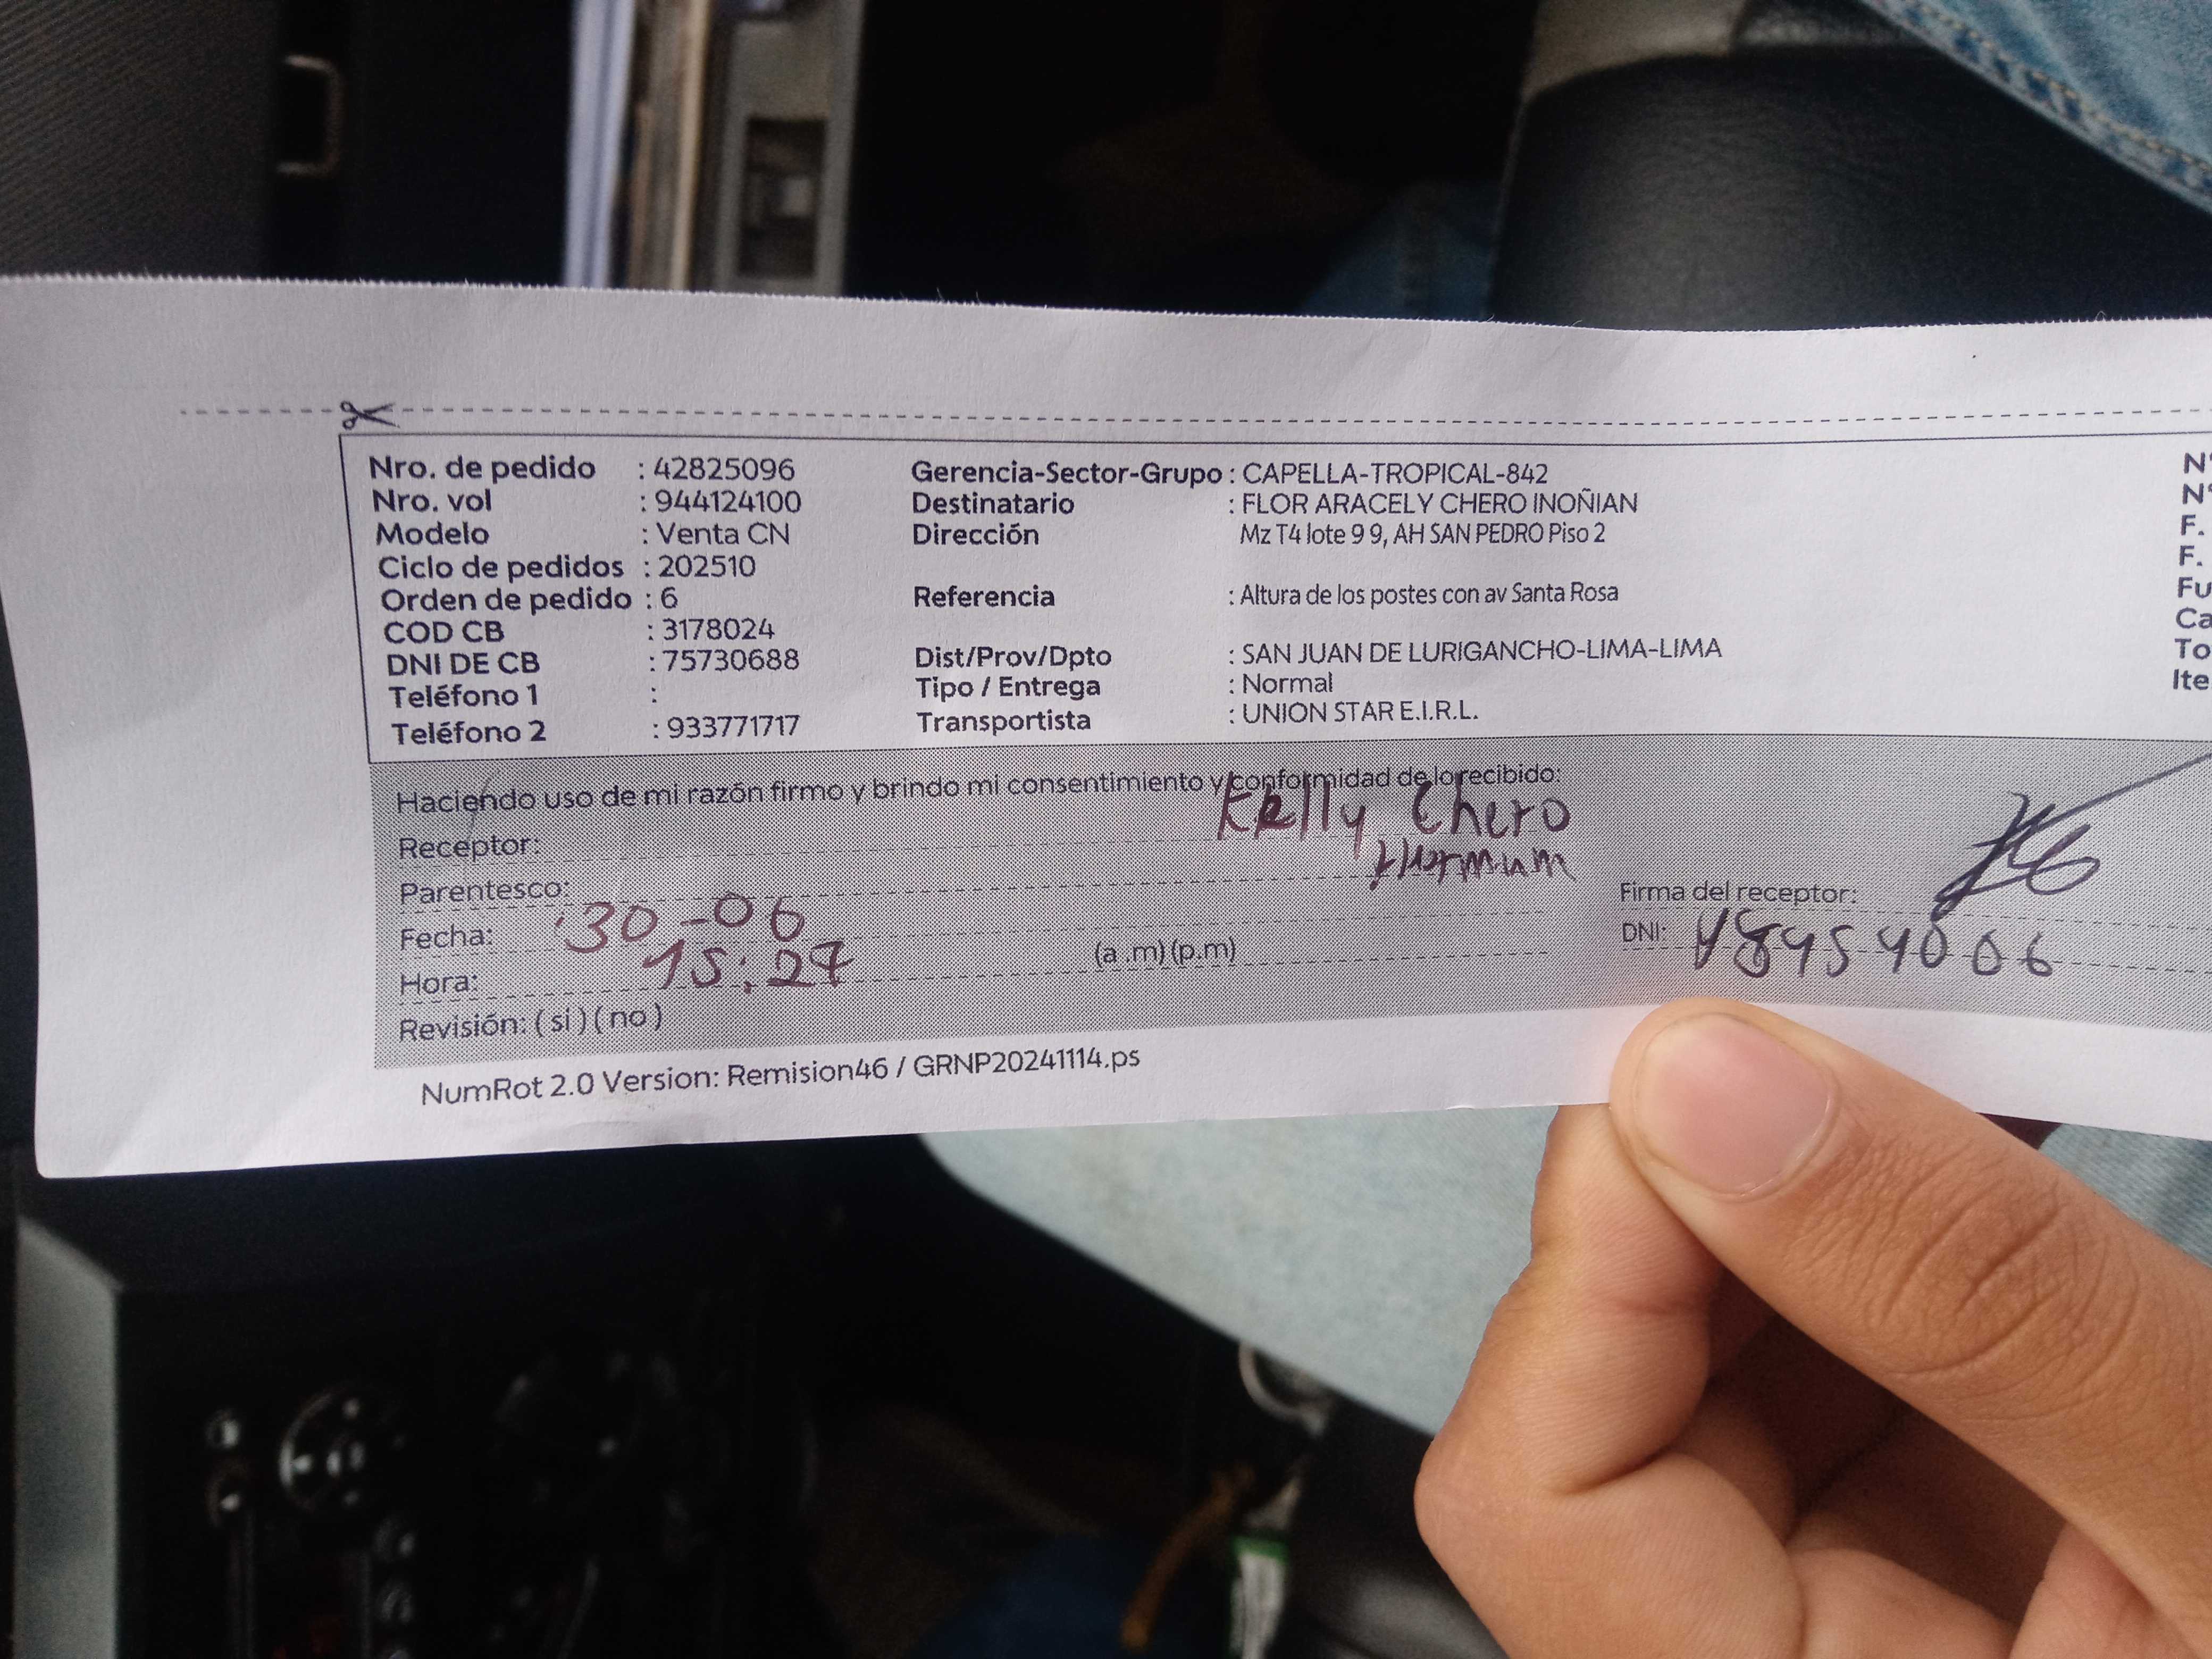 Nro. de pedido : 42825096
Nro. vol : 944124100
Modelo : Venta CN
Ciclo de pedidos : 202510
Orden de pedido : 6
COD CB : 3178024
DNI DE CB : 75730688
Teléfono 1 :
Teléfono 2 : 933771717
Gerencia-Sector-Grupo : CAPELLA-TROPICAL-842
Destinatario : FLOR ARACELY CHERO INOÑIAN
Dirección Mz T4 lote 9 9, AH SAN PEDRO Piso 2
Referencia : Altura de los postes con av Santa Rosa
Dist/Prov/Dpto : SAN JUAN DE LURIGANCHO-LIMA-LIMA
Tipo / Entrega : Normal
Transportista : UNION STAR E.I.R.L.
N°
N°
F.
F.
Fu
Ca
To
Ite
Haciendo uso de mi razón firmo y brindo mi consentimiento y conformidad de lo recibido:
Receptor: Kelly Chero
Parentesco:
Fecha: 30-06
Hora: 15:27 (a .m) (p.m)
Revisión: ( si ) ( no )
Firma del receptor:
DNI:
NumRot 2.0 Version: Remision46 / GRNP20241114.ps